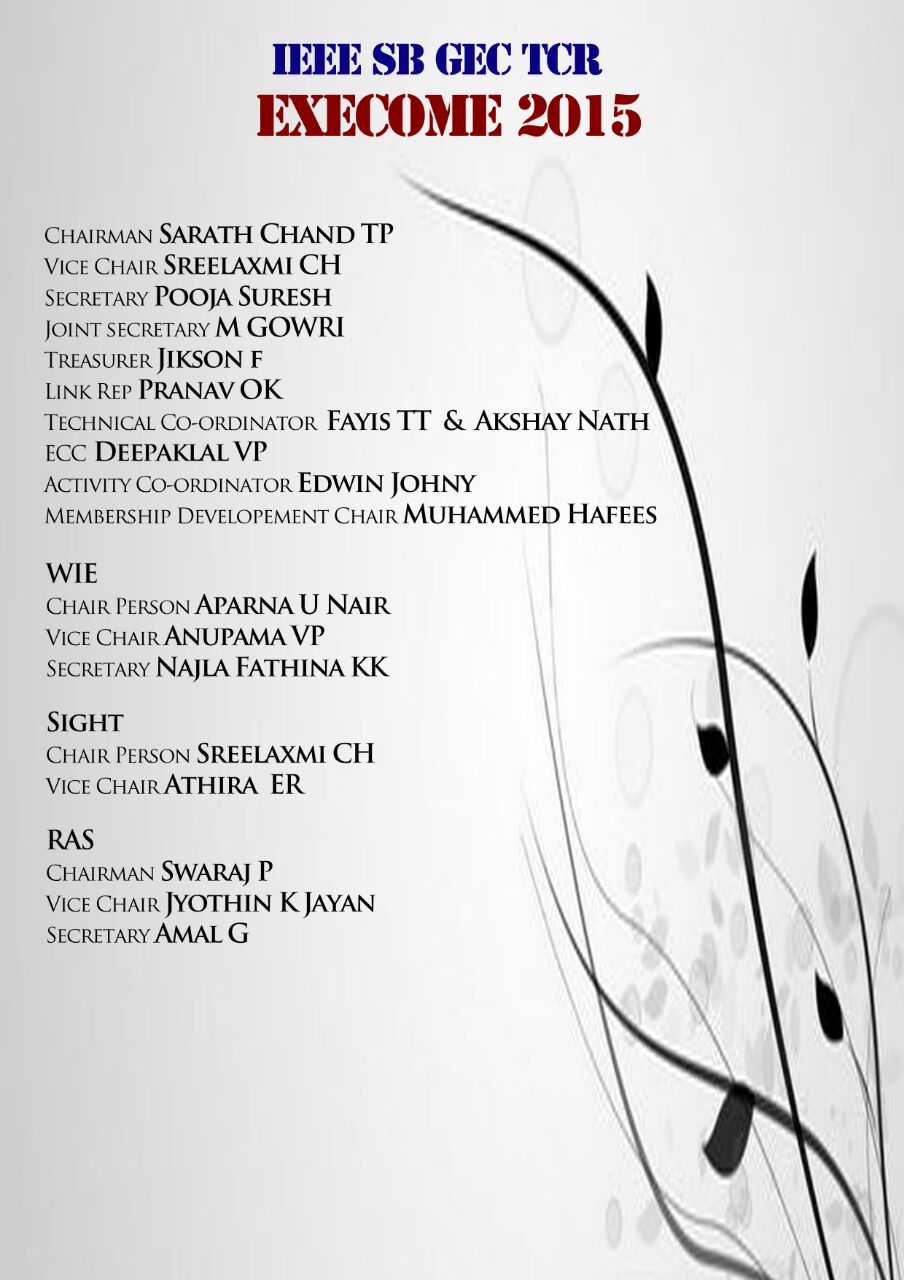 IEEE SB GEC TCR
EXECOME 2015
Chairman Sarath Chand TP
Vice Chair Sreelaxmi CH
Secretary Pooja Suresh
Joint secretary M GOWRI
Treasurer Jikson f
Link Rep Pranav OK
Technical Co-ordinator Fayis TT & Akshay Nath
ECC Deepaklal VP
Activity Co-ordinator Edwin Johny
Membership Developement Chair Muhammed Hafees
WIE
Chair Person Aparna U Nair
Vice Chair Anupama VP
Secretary Najla Fathina KK
Sight
Chair Person Sreelaxmi CH
Vice Chair Athira ER
RAS
Chairman Swaraj P
Vice Chair Jyothin K Jayan
Secretary Amal G